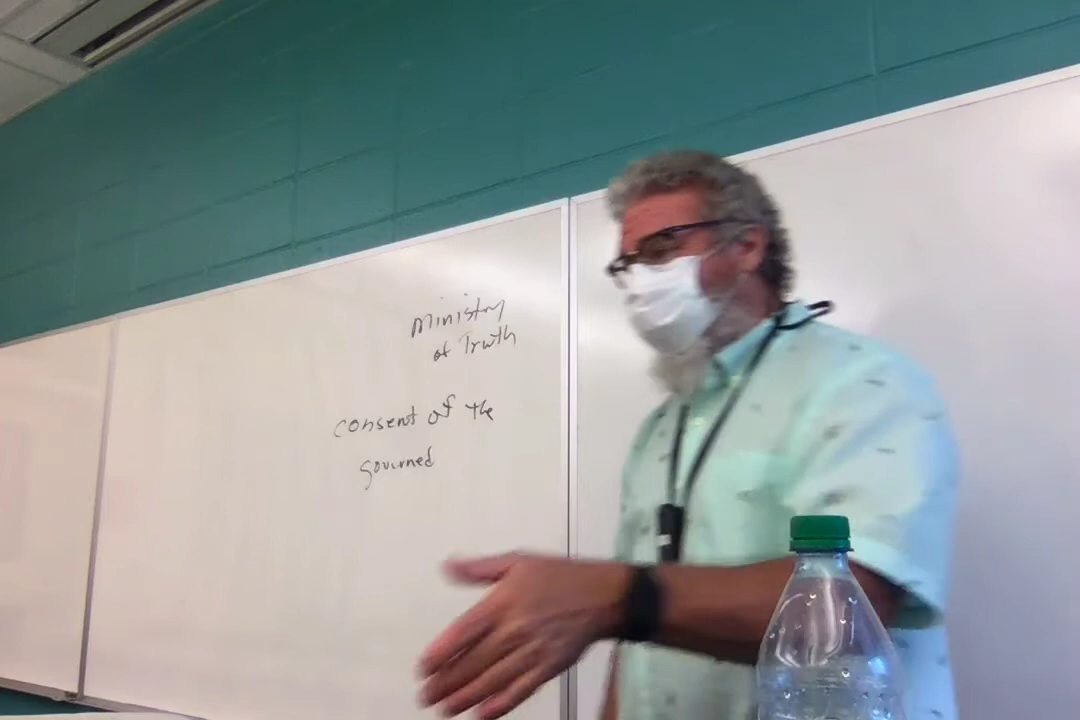 Ministry
of Truth
consent of the
governed